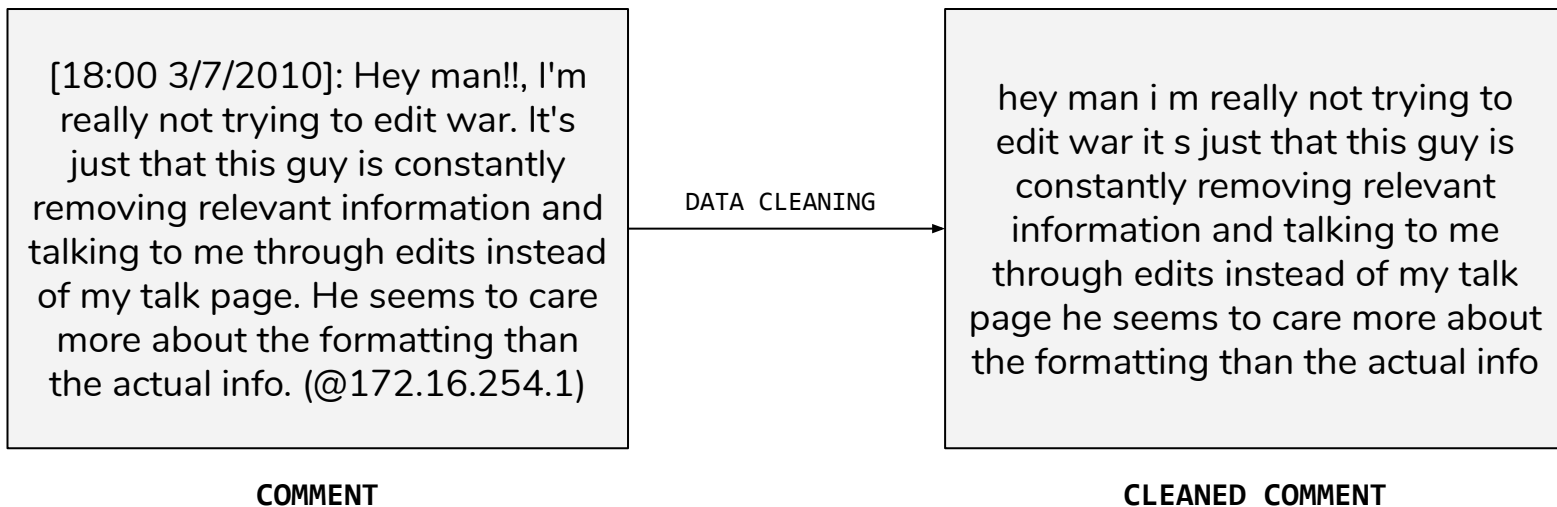 [18:00 3/7/2010]: Hey man!!, I'm
really not trying to edit war. It's
just that this guy is constantly
removing relevant information and
talking to me through edits instead
of my talk page. He seems to care
more about the formatting than
the actual info. (@172.16.254.1)
DATA CLEANING
hey man i m really not trying to
edit war it s just that this guy is
constantly removing relevant
information and talking to me
through edits instead of my talk
page he seems to care more about
the formatting than the actual info
COMMENT
CLEANED COMMENT